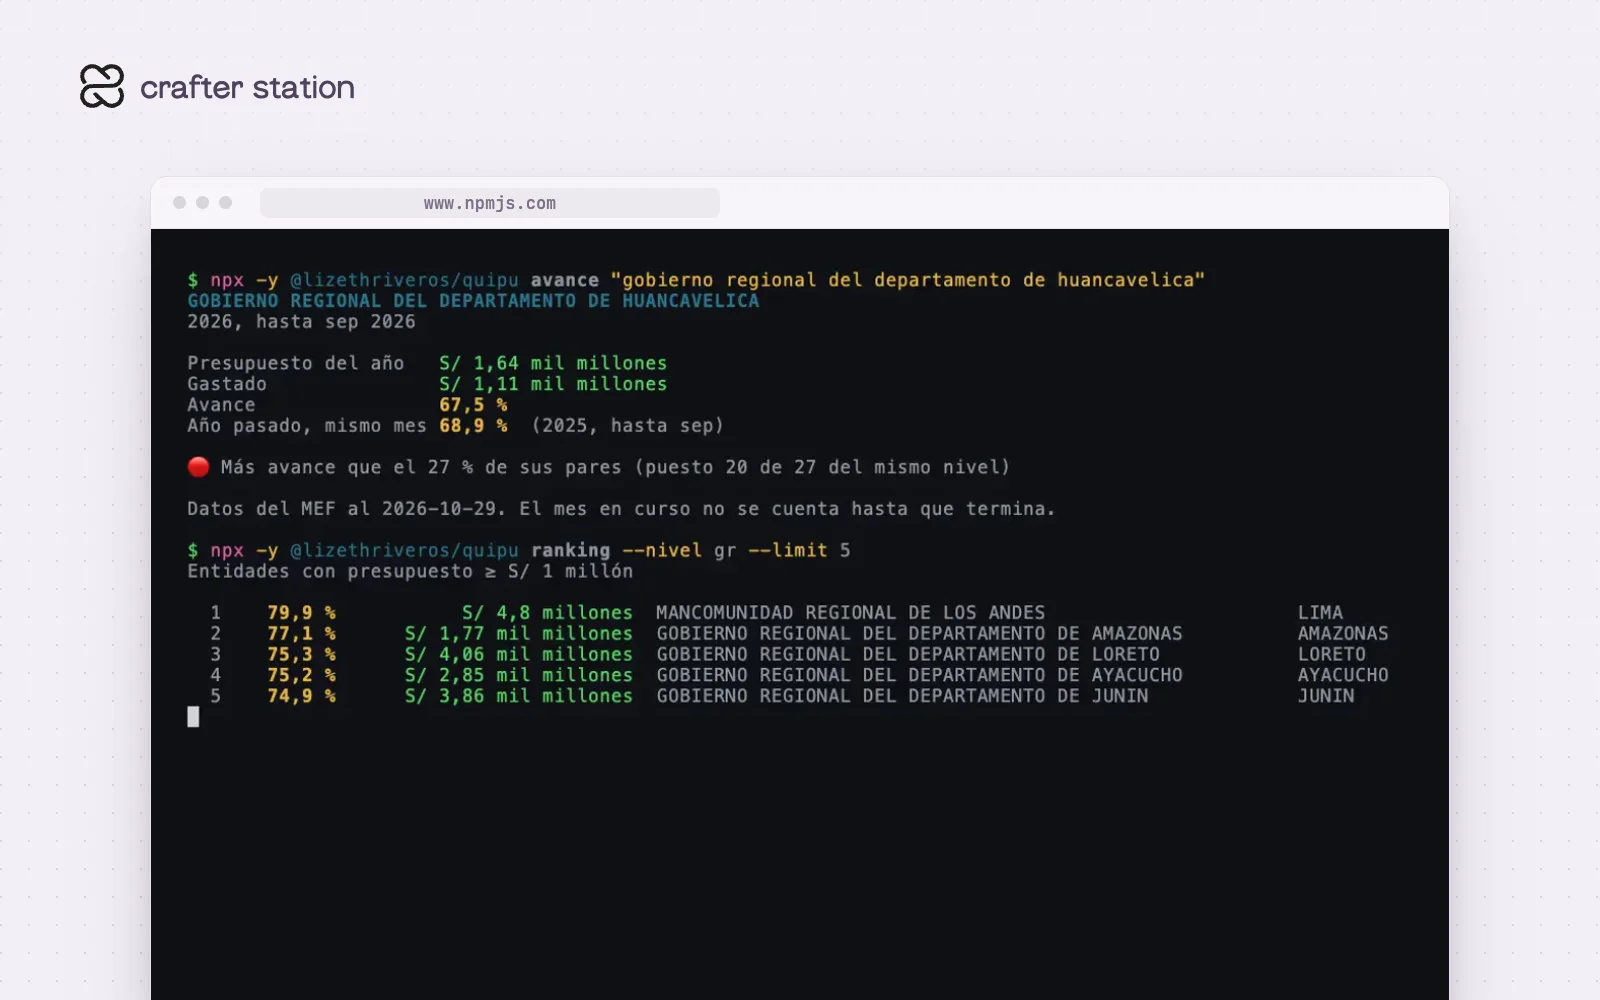 crafter station
www.npmjs.com
$ npx -y @lizethriveros/quipu avance "gobierno regional del departamento de huancavelica"
GOBIERNO REGIONAL DEL DEPARTAMENTO DE HUANCAVELICA
2026, hasta sep 2026
Presupuesto del año S/ 1,64 mil millones
Gastado S/ 1,11 mil millones
Avance 67,5 %
Año pasado, mismo mes 68,9 % (2025, hasta sep)
Más avance que el 27 % de sus pares (puesto 20 de 27 del mismo nivel)
Datos del MEF al 2026-10-29. El mes en curso no se cuenta hasta que termina.
$ npx -y @lizethriveros/quipu ranking --nivel gr --limit 5
Entidades con presupuesto ≥ S/ 1 millón
1 79,9 % S/ 4,8 millones MANCOMUNIDAD REGIONAL DE LOS ANDES LIMA
2 77,1 % S/ 1,77 mil millones GOBIERNO REGIONAL DEL DEPARTAMENTO DE AMAZONAS AMAZONAS
3 75,3 % S/ 4,06 mil millones GOBIERNO REGIONAL DEL DEPARTAMENTO DE LORETO LORETO
4 75,2 % S/ 2,85 mil millones GOBIERNO REGIONAL DEL DEPARTAMENTO DE AYACUCHO AYACUCHO
5 74,9 % S/ 3,86 mil millones GOBIERNO REGIONAL DEL DEPARTAMENTO DE JUNIN JUNIN